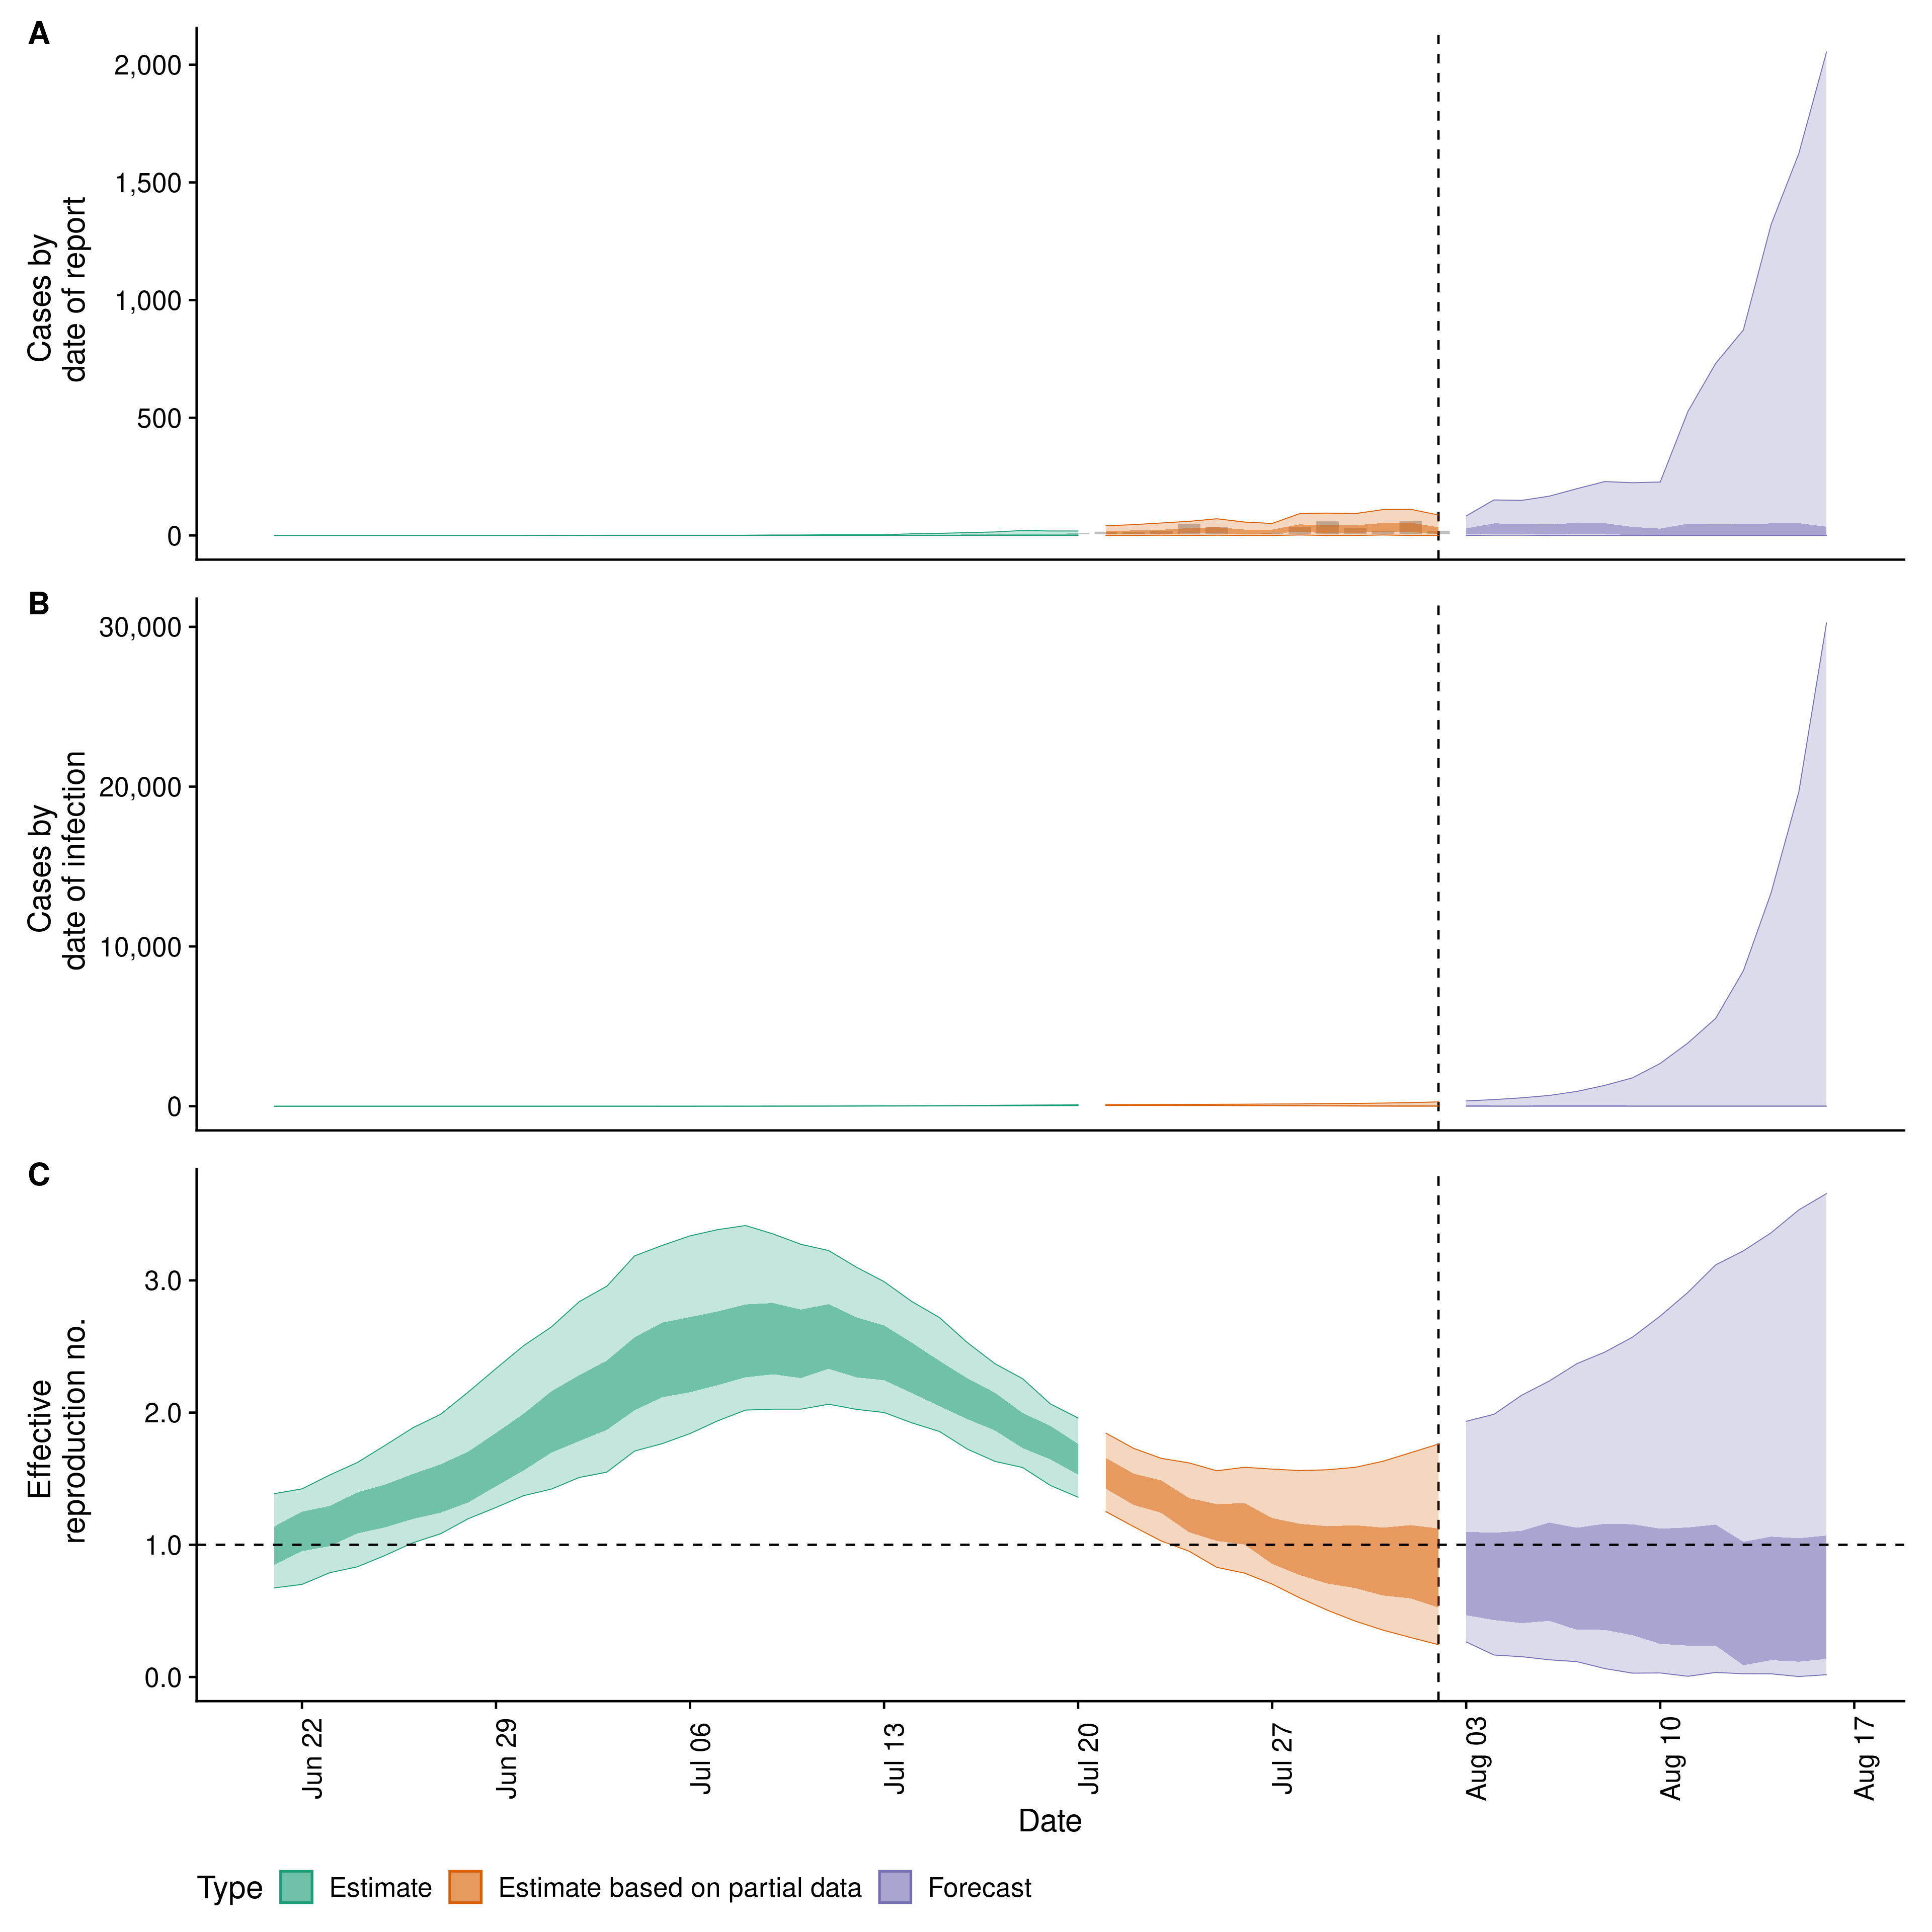 A
2,000
1,500
1,000
500
0
Cases by
date of report
B
30,000
20,000
10,000
0
Cases by
date of infection
C
3.0
2.0
1.0
0.0
Effective
reproduction no.
Jun 22
Jun 29
Jul 06
Jul 13
Jul 20
Jul 27
Aug 03
Aug 10
Aug 17
Date
Type Estimate Estimate based on partial data Forecast